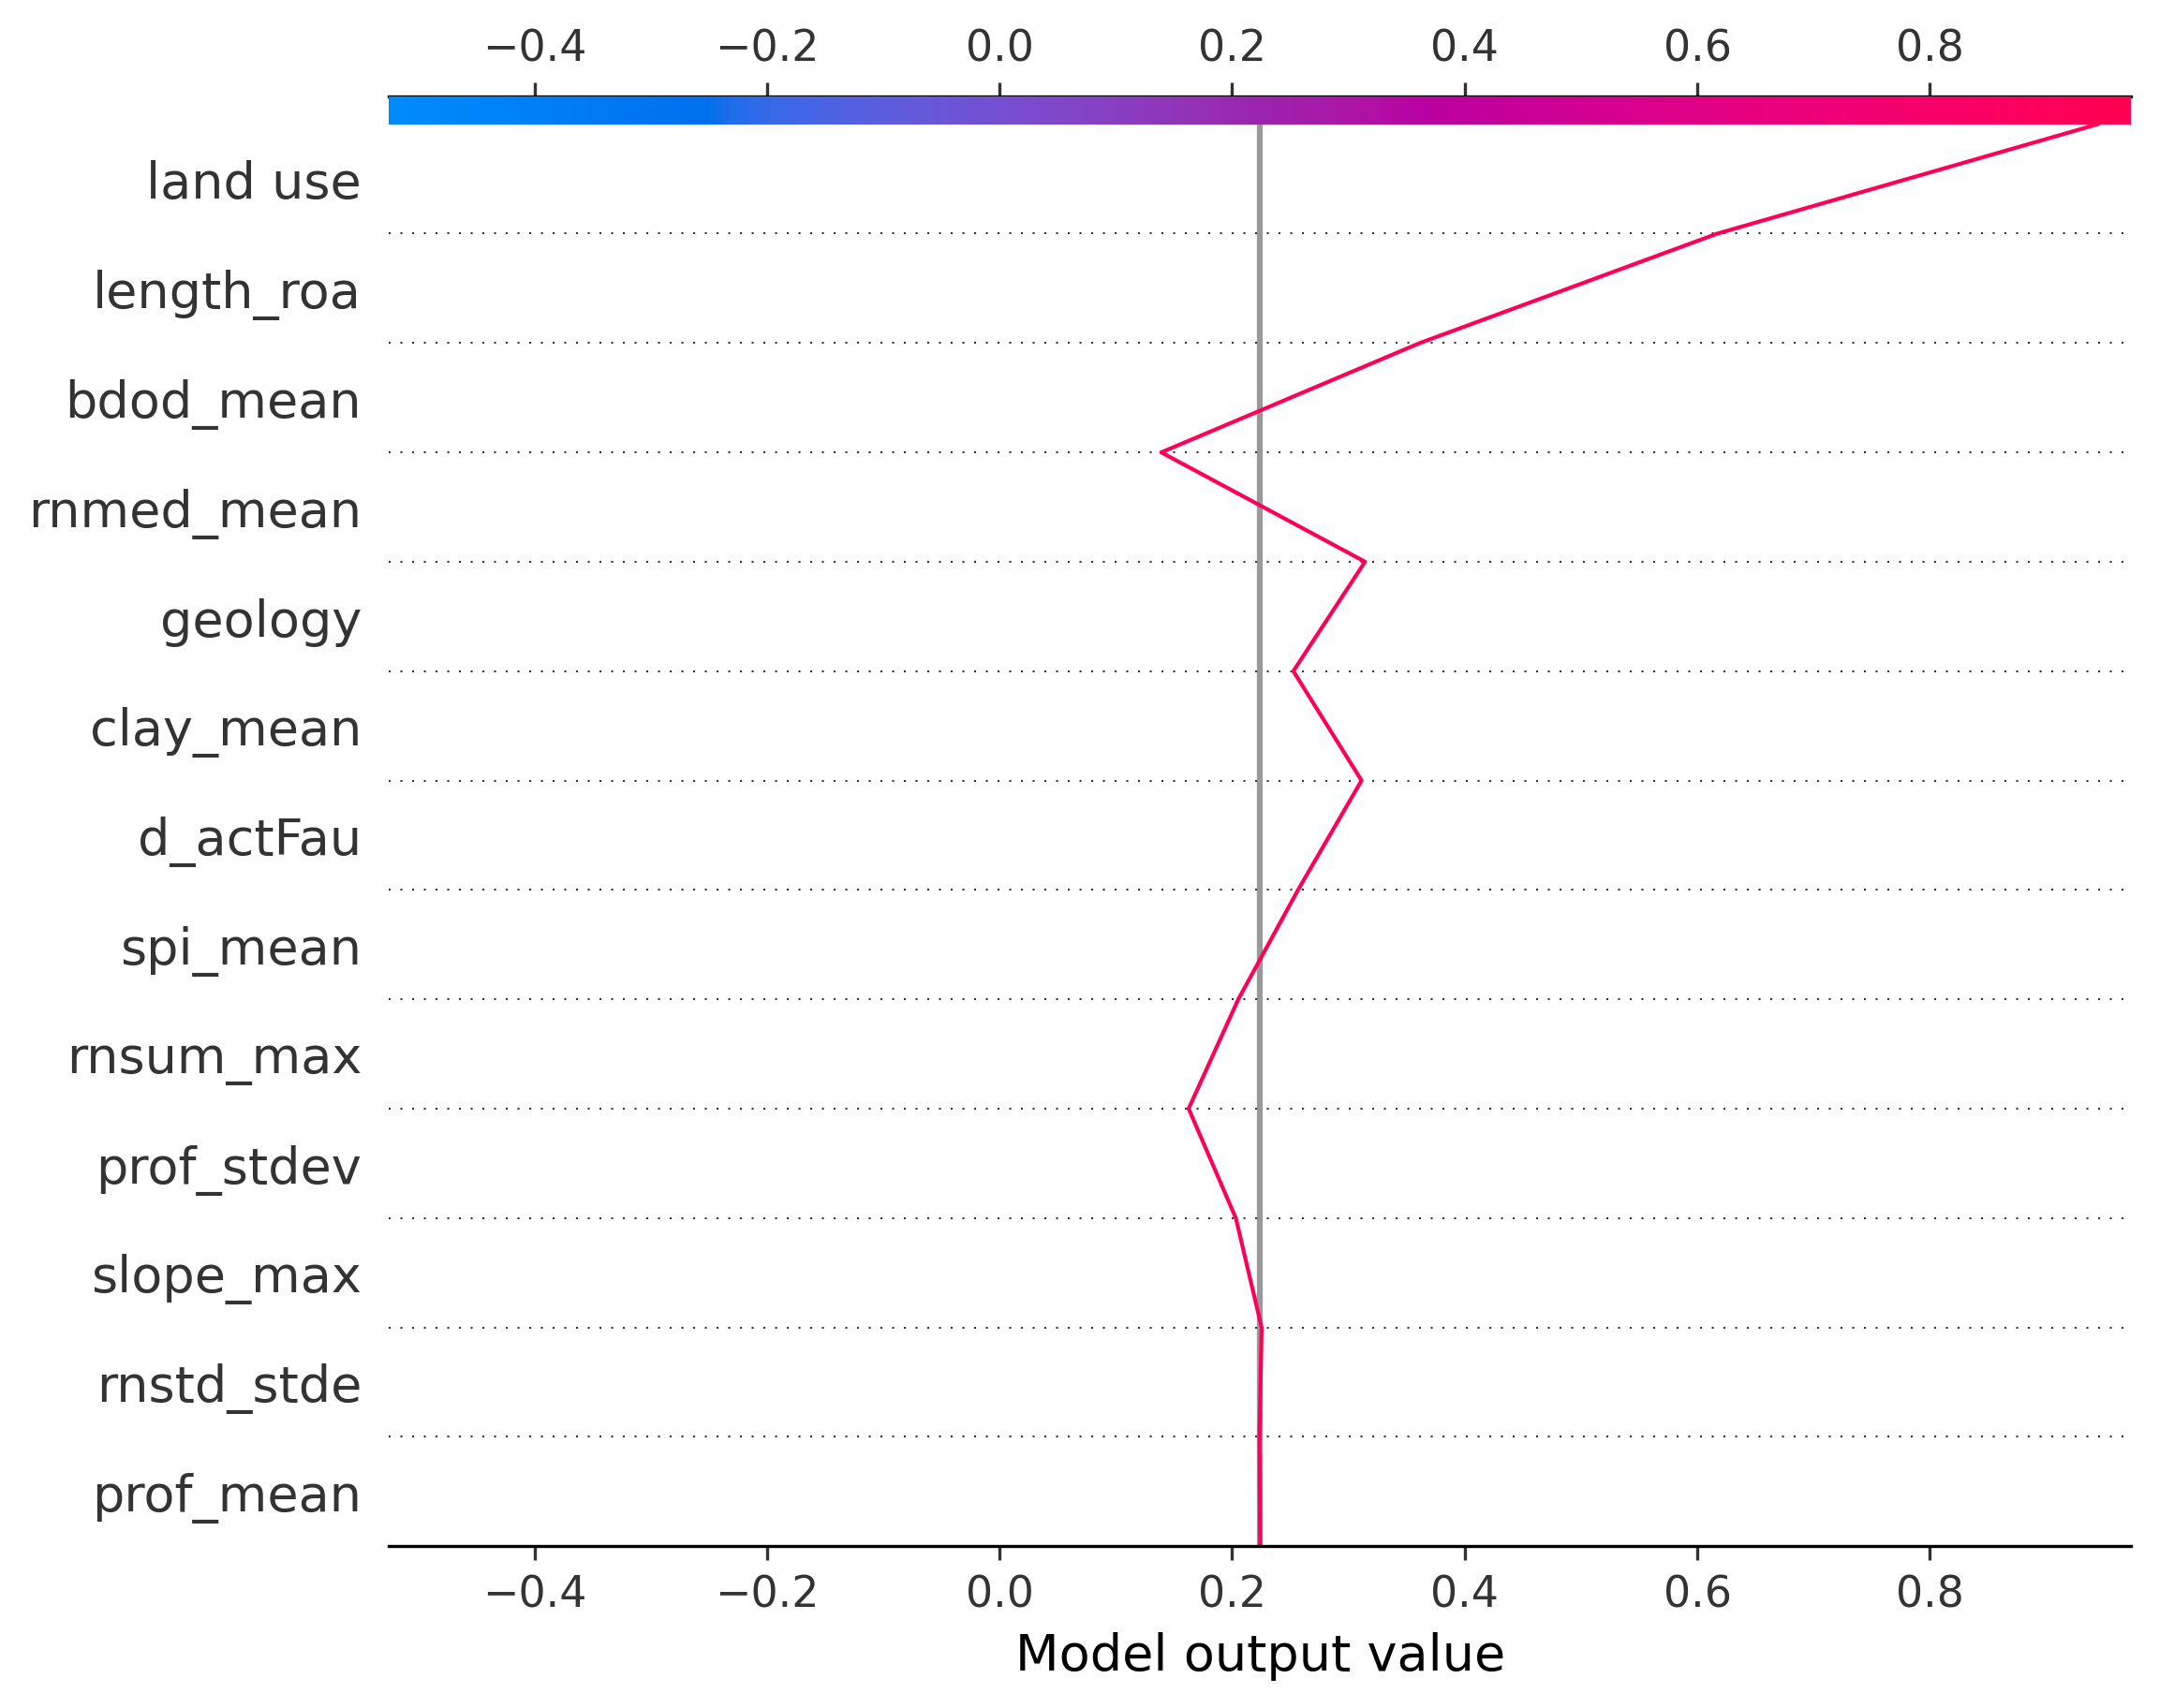 −0.4 −0.2 0.0 0.2 0.4 0.6 0.8
land use
length_roa
bdod_mean
rnmed_mean
geology
clay_mean
d_actFau
spi_mean
rnsum_max
prof_stdev
slope_max
rnstd_stde
prof_mean
−0.4 −0.2 0.0 0.2 0.4 0.6 0.8
Model output value